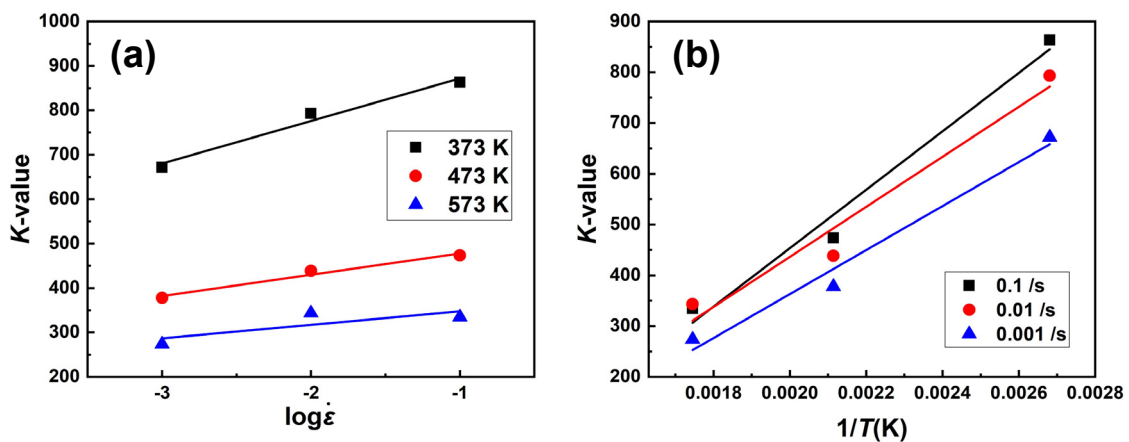 (a)
K-value
1000
900
800
700
600
500
400
300
200
373 K
473 K
573 K
-3
-2
-1
logε̇
(b)
K-value
900
800
700
600
500
400
300
200
0.1 /s
0.01 /s
0.001 /s
0.0018
0.0020
0.0022
0.0024
0.0026
0.0028
1/T(K)